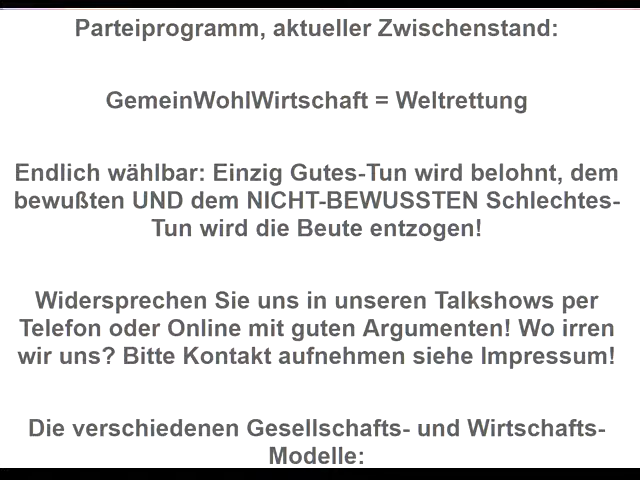 Parteiprogramm, aktueller Zwischenstand:
GemeinWohlWirtschaft = Weltrettung
Endlich wählbar: Einzig Gutes-Tun wird belohnt, dem
bewußten UND dem NICHT-BEWUSSTEN Schlechtes-
Tun wird die Beute entzogen!
Widersprechen Sie uns in unseren Talkshows per
Telefon oder Online mit guten Argumenten! Wo irren
wir uns? Bitte Kontakt aufnehmen siehe Impressum!
Die verschiedenen Gesellschafts- und Wirtschafts-
Modelle: